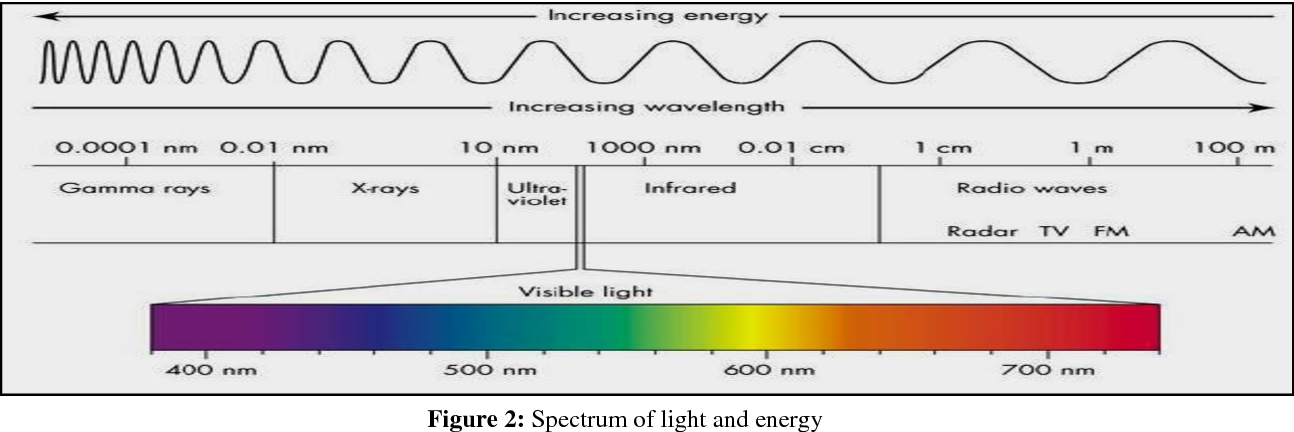 Increasing energy
Increasing wavelength
0.0001 nm 0.01 nm 10 nm 1000 nm 0.01 cm 1 cm 1 m 100 m
Gamma rays X-rays Ultra- Infrared Radio waves
violet
Radar TV FM AM
Visible light
400 nm 500 nm 600 nm 700 nm
Figure 2: Spectrum of light and energy